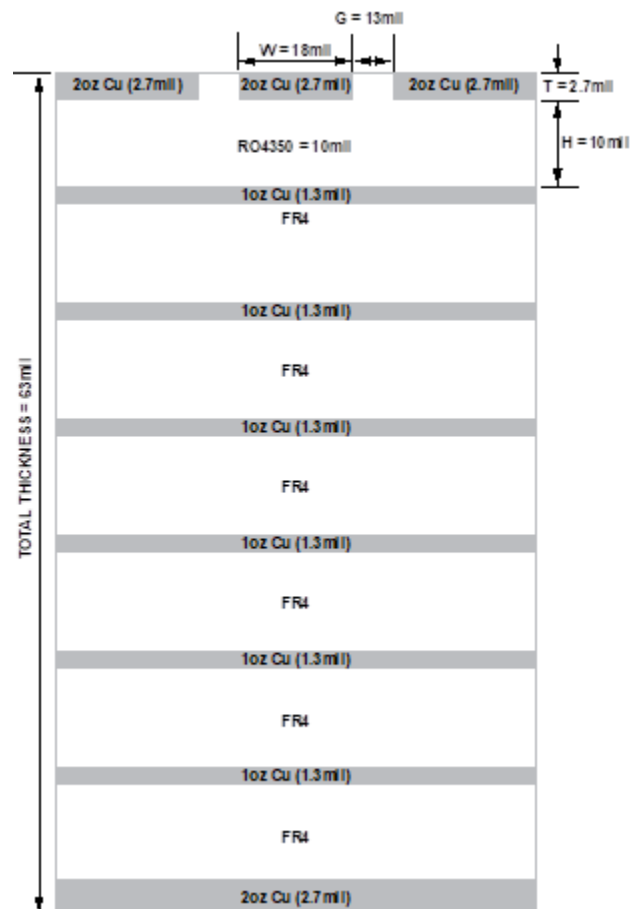 G = 13mil
W = 18mil
2oz Cu (2.7mil) 2oz Cu (2.7mil) 2oz Cu (2.7mil) T = 2.7mil
RO4350 = 10mil H = 10mil
1oz Cu (1.3mil)
FR4
1oz Cu (1.3mil)
FR4
1oz Cu (1.3mil)
FR4
TOTAL THICKNESS = 63mil
1oz Cu (1.3mil)
FR4
1oz Cu (1.3mil)
FR4
1oz Cu (1.3mil)
FR4
2oz Cu (2.7mil)